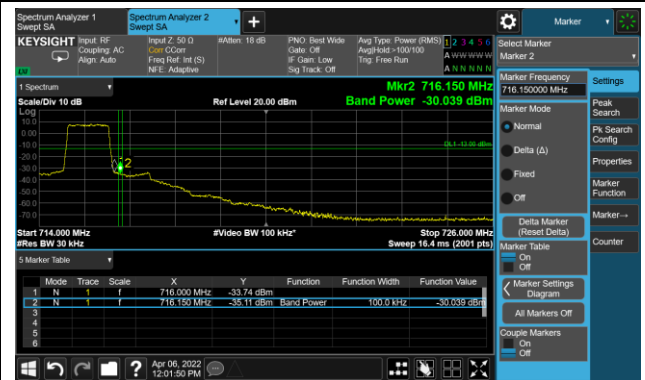 Spectrum Analyzer 1
Swept SA
Spectrum Analyzer 2
Swept SA
+
Marker
KEYSIGHT
Input: RF
Coupling: AC
Align: Auto
Input Z: 50 Ω
Corr CCorr
Freq Ref: Int (S)
NFE: Adaptive
#Atten: 18 dB
PNO: Best Wide
Gate: Off
IF Gain: Low
Sig Track: Off
Avg Type: Power (RMS)
Avg|Hold:>100/100
Trig: Free Run
1 2 3 4 5 6
A W W W W W
A N N N N N
LXI
Select Marker
Marker 2
1 Spectrum
Mkr2 716.150 MHz
Scale/Div 10 dB
Ref Level 20.00 dBm
Band Power -30.039 dBm
Log
10.0
0.00
-10.0
-20.0
-30.0
-40.0
-50.0
-60.0
-70.0
DL1 -13.00 dBm
2
Start 714.000 MHz
#Video BW 100 kHz*
Stop 726.000 MHz
#Res BW 30 kHz
Sweep 16.4 ms (2001 pts)
5 Marker Table
Mode Trace Scale X Y Function Function Width Function Value
1 N 1 f 716.000 MHz -33.74 dBm
2 N 1 f 716.150 MHz -35.11 dBm Band Power 100.0 kHz -30.039 dBm
3
4
5
6
Marker Frequency
716.150000 MHz
Marker Mode
Normal
Delta (Δ)
Fixed
Off
Delta Marker
(Reset Delta)
Marker Table
On
Off
Marker Settings
Diagram
All Markers Off
Couple Markers
On
Off
Settings
Peak
Search
Pk Search
Config
Properties
Marker
Function
Marker→
Counter
?
Apr 06, 2022
12:01:50 PM